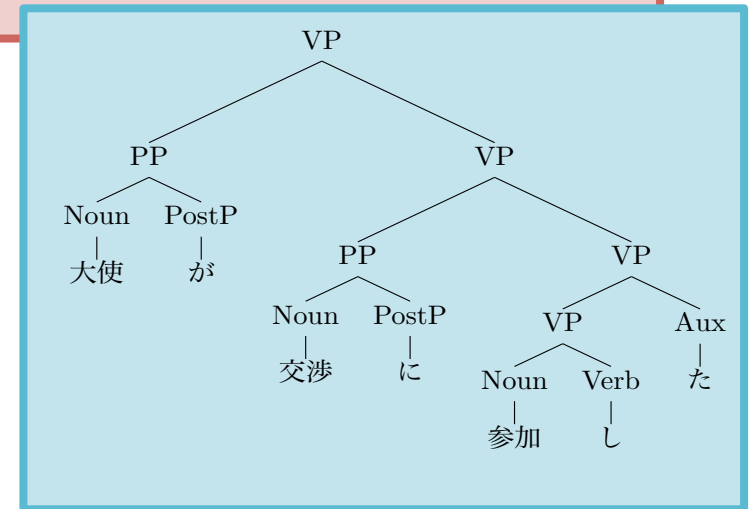 VP
PP VP
Noun PostP PP VP
大使 が
Noun PostP VP Aux
交渉 に Noun Verb た
参加 し